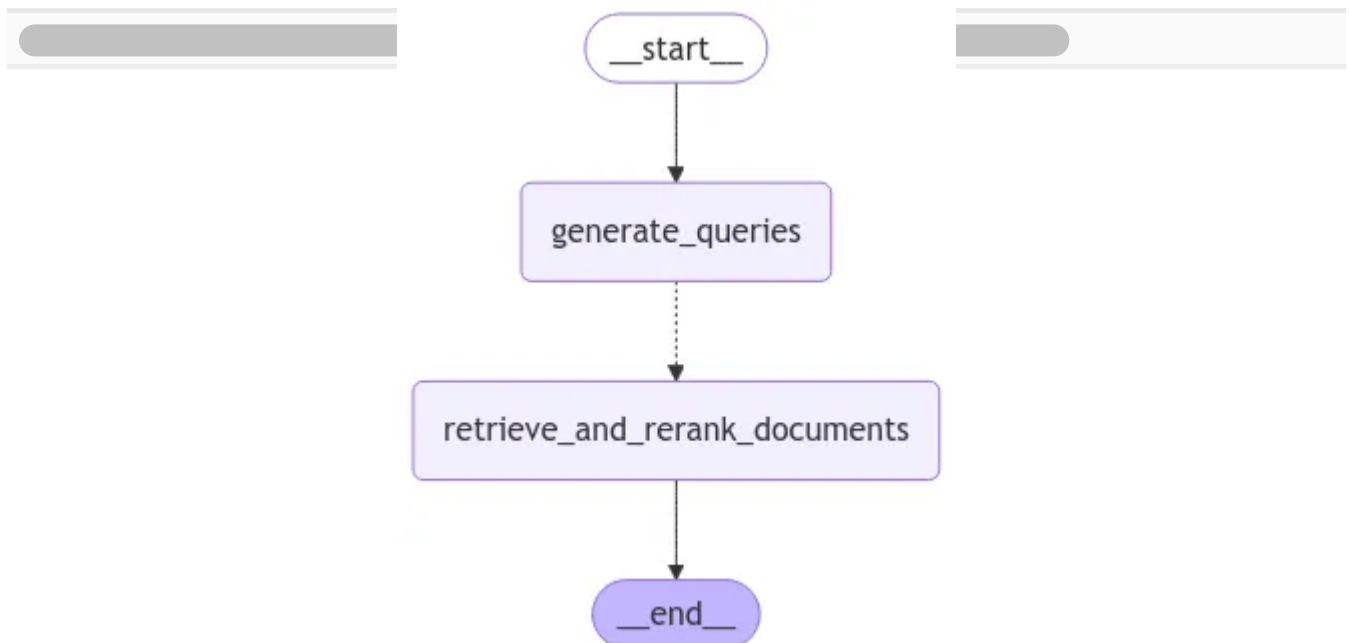 __start__
generate_queries
retrieve_and_rerank_documents
__end__